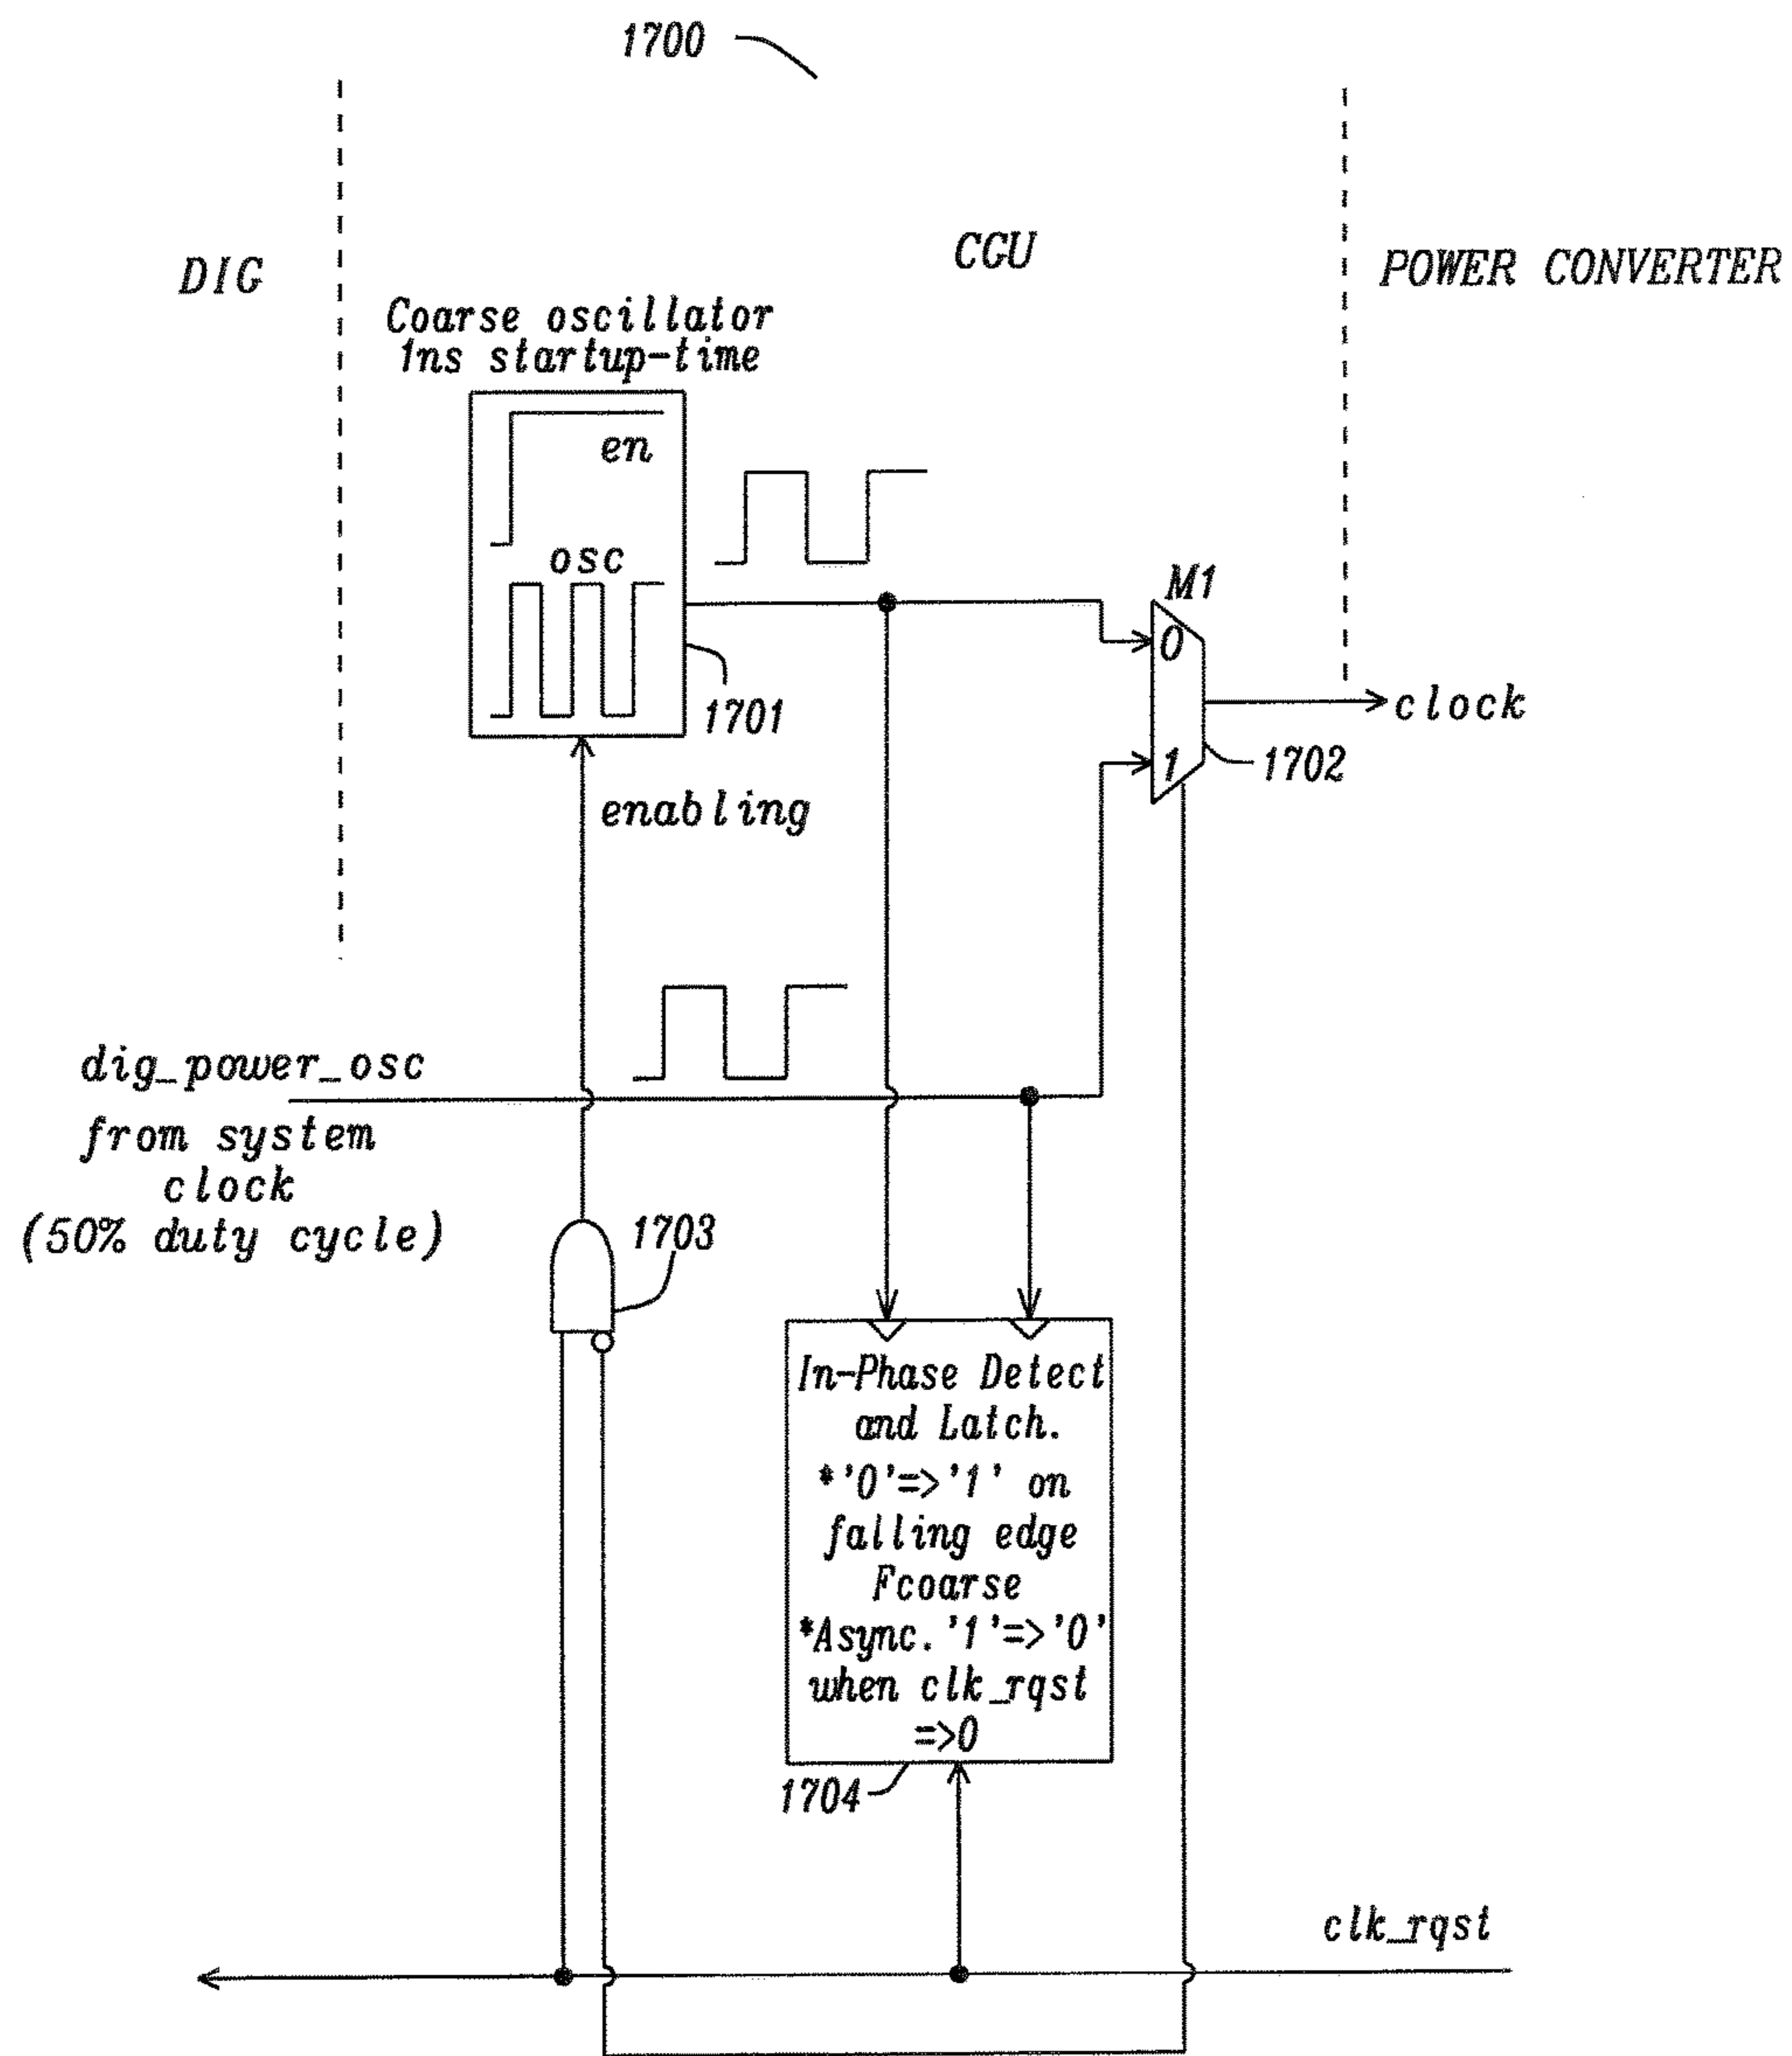 1700
DIG
CGU
POWER CONVERTER
Coarse oscillator
1ns startup-time
en
osc
1701
M1
0
1
clock
1702
enabling
dig_power_osc
from system
clock
(50% duty cycle)
1703
In-Phase Detect
and Latch.
*'0'=>'1' on
falling edge
Fcoarse
*Async.'1'=>'0'
when clk_rqst
=>0
1704
clk_rqst